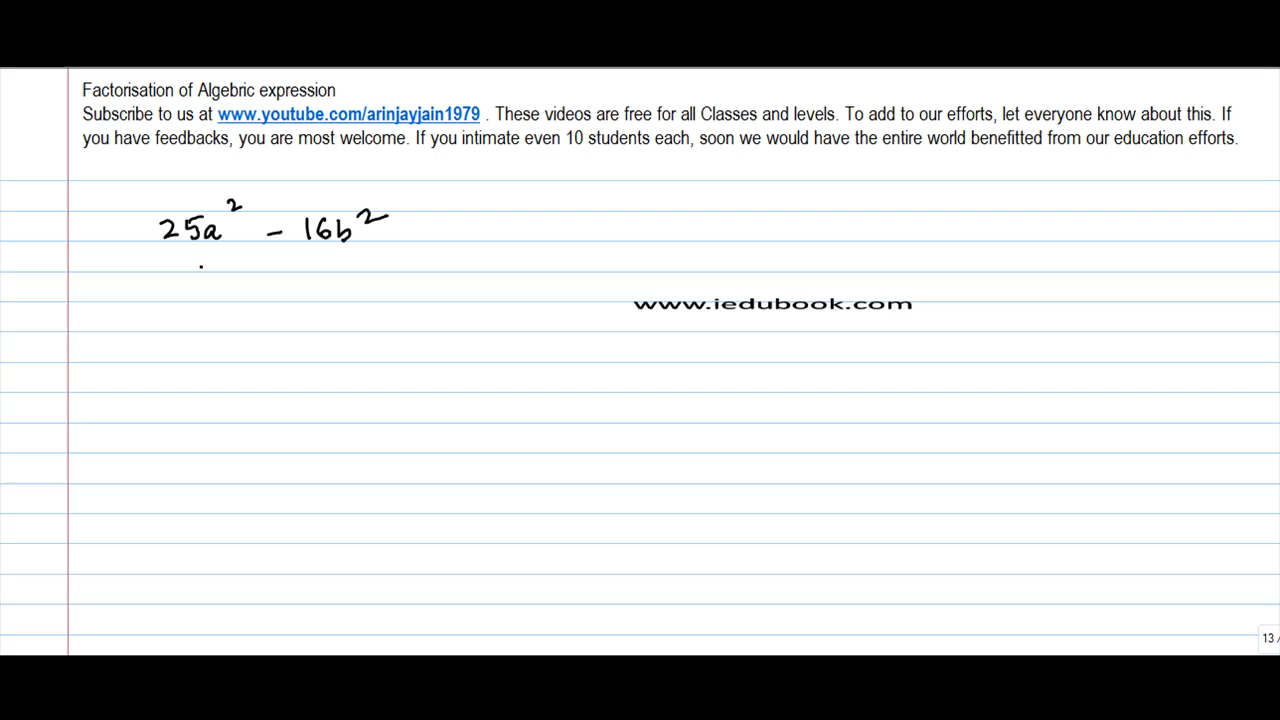 Factorisation of Algebric expression
Subscribe to us at www.youtube.com/arinjayjain1979 . These videos are free for all Classes and levels. To add to our efforts, let everyone know about this. If
you have feedbacks, you are most welcome. If you intimate even 10 students each, soon we would have the entire world benefitted from our education efforts.
25a² - 16b²
www.iedubook.com
13 /